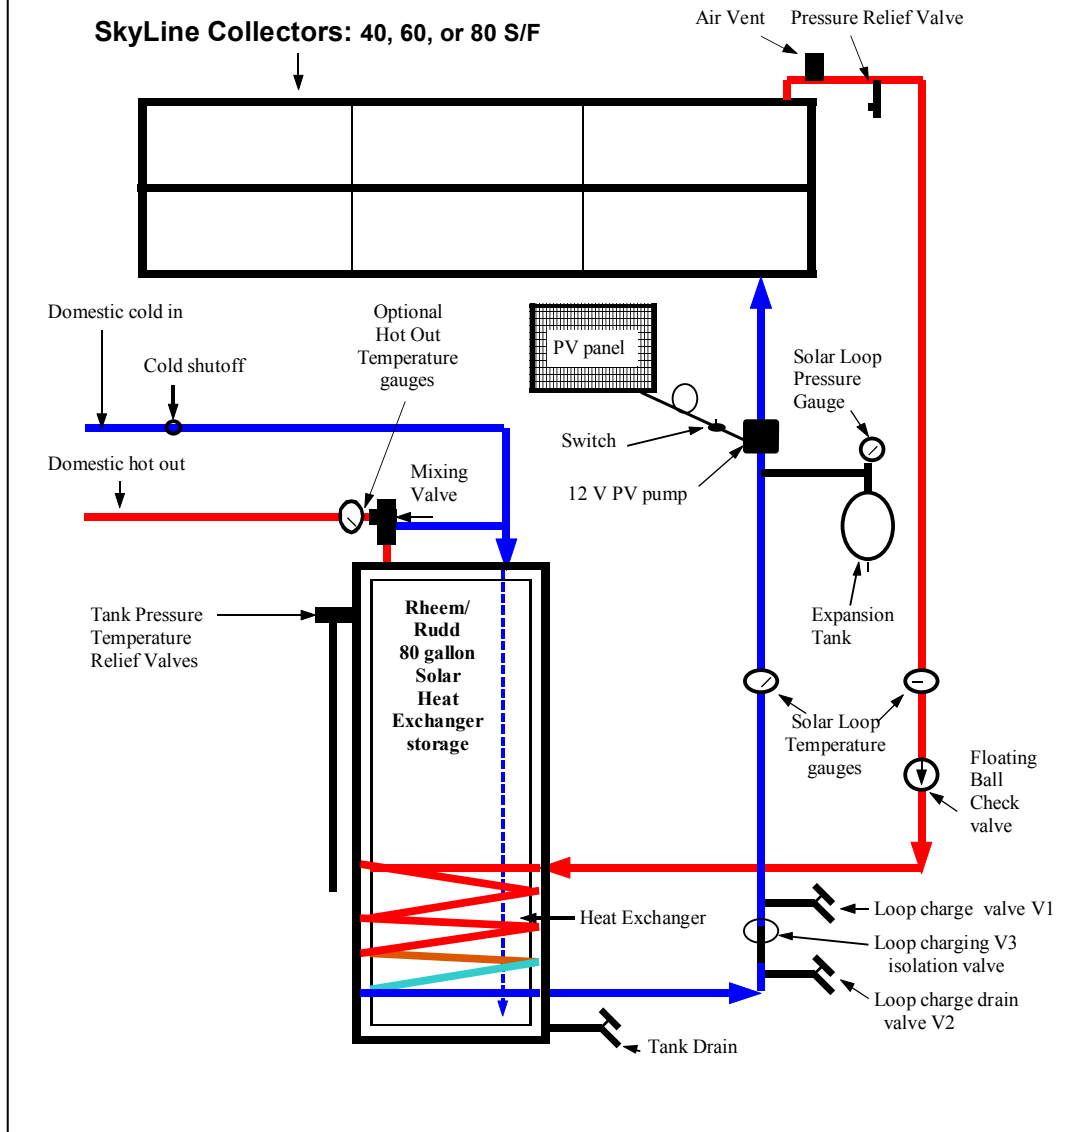 Air Vent
Pressure Relief Valve
SkyLine Collectors: 40, 60, or 80 S/F
Domestic cold in
Cold shutoff
Optional
Hot Out
Temperature
gauges
PV panel
Solar Loop
Pressure
Gauge
Switch
12 V PV pump
Domestic hot out
Mixing
Valve
Tank Pressure
Temperature
Relief Valves
Rheem/
Rudd
80 gallon
Solar
Heat
Exchanger
storage
Expansion
Tank
Solar Loop
Temperature
gauges
Floating
Ball
Check
valve
Heat Exchanger
Loop charge valve V1
Loop charging V3
isolation valve
Loop charge drain
valve V2
Tank Drain